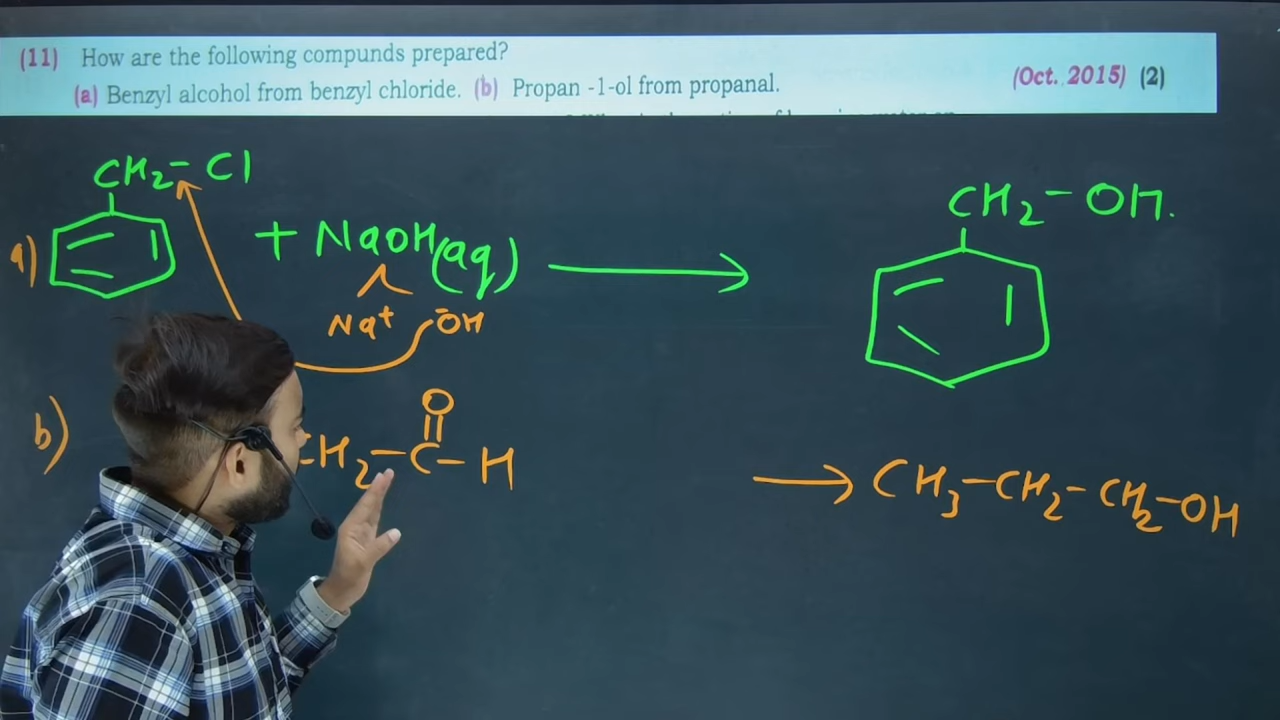 (11) How are the following compunds prepared?
(a) Benzyl alcohol from benzyl chloride. (b) Propan -1-ol from propanal. (Oct. 2015) (2)
CH2-Cl
a) + NaOH(aq) → CH2-OH.
Na+ -OH
O
b) H2-C-H → CH3-CH2-CH2-OH